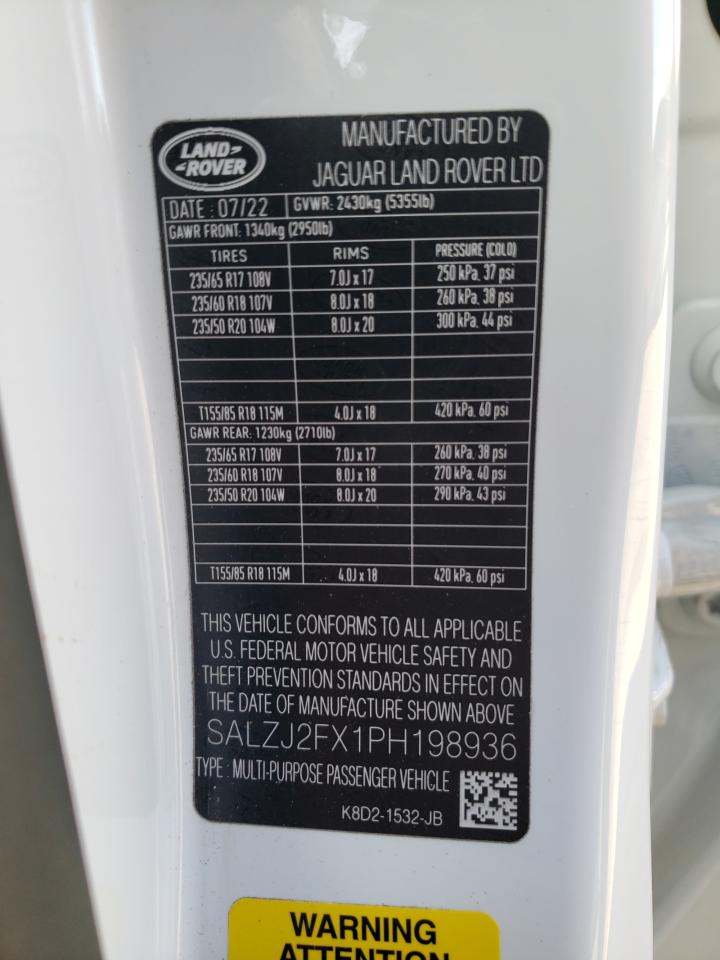 LAND-
-ROVER
MANUFACTURED BY
JAGUAR LAND ROVER LTD
DATE : 07/22 GVWR: 2430kg (5355lb)
GAWR FRONT: 1340kg (2950lb)
TIRES RIMS PRESSURE (COLD)
235/65 R17 108V 7.0J x 17 250 kPa, 37 psi
235/60 R18 107V 8.0J x 18 260 kPa, 38 psi
235/50 R20 104W 8.0J x 20 300 kPa, 44 psi
T155/85 R18 115M 4.0J x 18 420 kPa, 60 psi
GAWR REAR: 1230kg (2710lb)
235/65 R17 108V 7.0J x 17 260 kPa, 38 psi
235/60 R18 107V 8.0J x 18 270 kPa, 40 psi
235/50 R20 104W 8.0J x 20 290 kPa, 43 psi
T155/85 R18 115M 4.0J x 18 420 kPa, 60 psi
THIS VEHICLE CONFORMS TO ALL APPLICABLE
U.S. FEDERAL MOTOR VEHICLE SAFETY AND
THEFT PREVENTION STANDARDS IN EFFECT ON
THE DATE OF MANUFACTURE SHOWN ABOVE
SALZJ2FX1PH198936
TYPE : MULTI-PURPOSE PASSENGER VEHICLE
K8D2-1532-JB
WARNING
ATTENTION